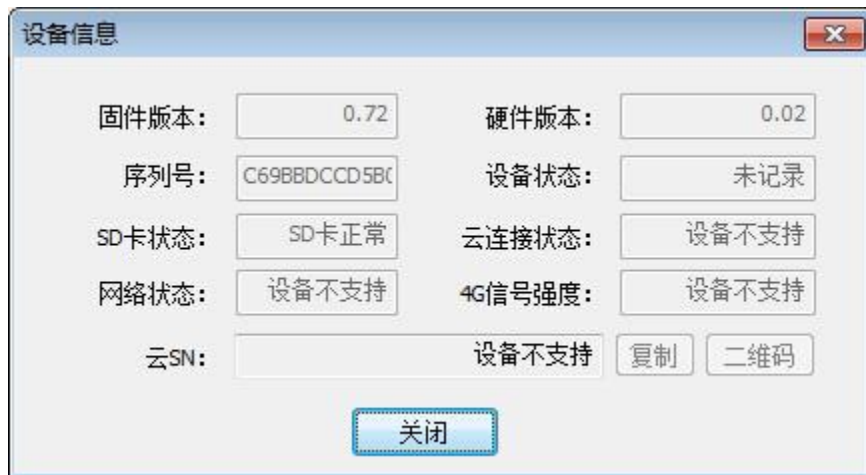 设备信息
固件版本： 0.72 硬件版本： 0.02
序列号： C69BBDCCD5B( 设备状态： 未记录
SD卡状态： SD卡正常 云连接状态： 设备不支持
网络状态： 设备不支持 4G信号强度： 设备不支持
云SN： 设备不支持 复制 二维码
关闭